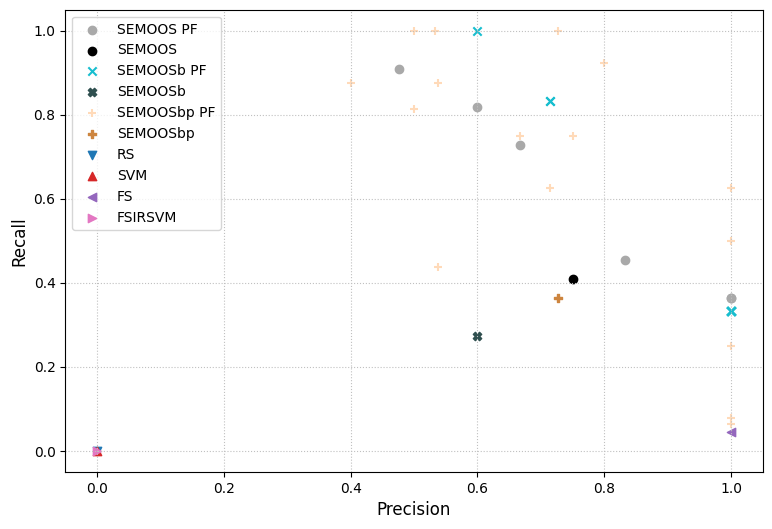 SEMOOS PF
SEMOOS
SEMOOSb PF
SEMOOSb
SEMOOSbp PF
SEMOOSbp
RS
SVM
FS
FSIRSVM
1.0
0.8
0.6
0.4
0.2
0.0
Recall
0.0 0.2 0.4 0.6 0.8 1.0
Precision